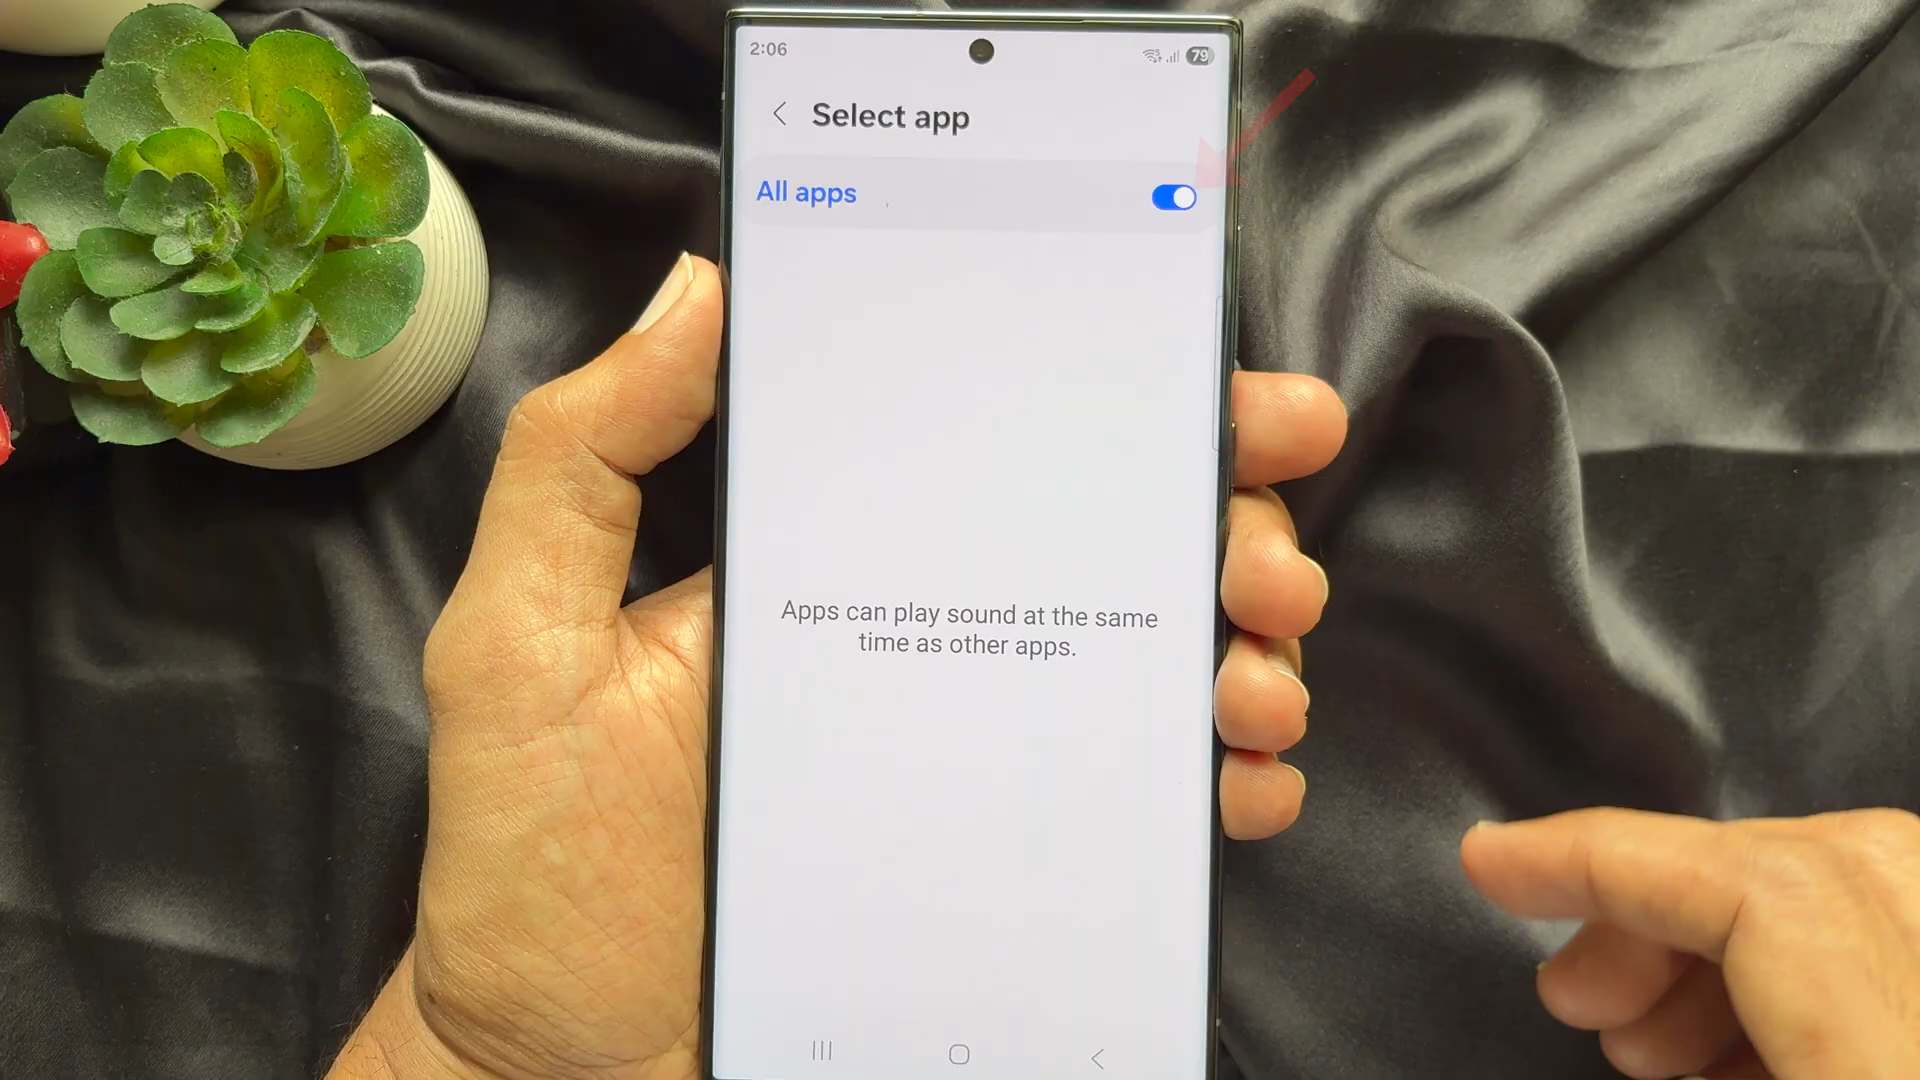 2:06
79
Select app
All apps
Apps can play sound at the same
time as other apps.